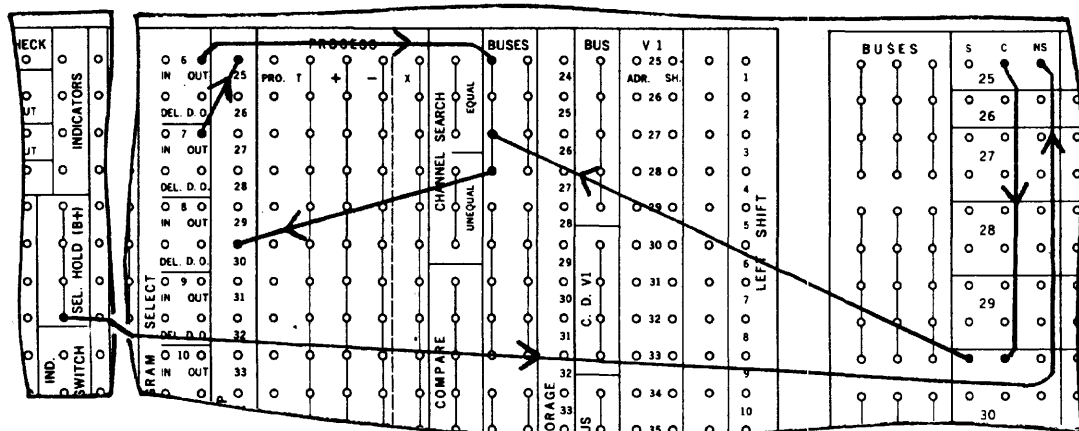 HECK
UT
UT
INDICATORS
SEL. HOLD (B+)
IND.
SWITCH
SELECT
GRAM
6
IN OUT
DEL. D. O.
7
IN OUT
DEL. D. O.
8
IN OUT
DEL. D. O.
9
IN OUT
DEL. D. O.
10
IN OUT
P
25
26
27
28
29
30
31
32
33
PROCESS
PRO. T + - X
CHANNEL SEARCH
EQUAL
UNEQUAL
COMPARE
BUSES
24
25
26
27
28
29
30
31
32
33
ORAGE
BUS
C. D. V1
US
V 1
25
ADR. SH.
26
27
28
29
30
31
32
33
34
35
1
2
3
4
5
6
7
8
9
10
LEFT SHIFT
BUSES
S C NS
25
26
27
28
29
30